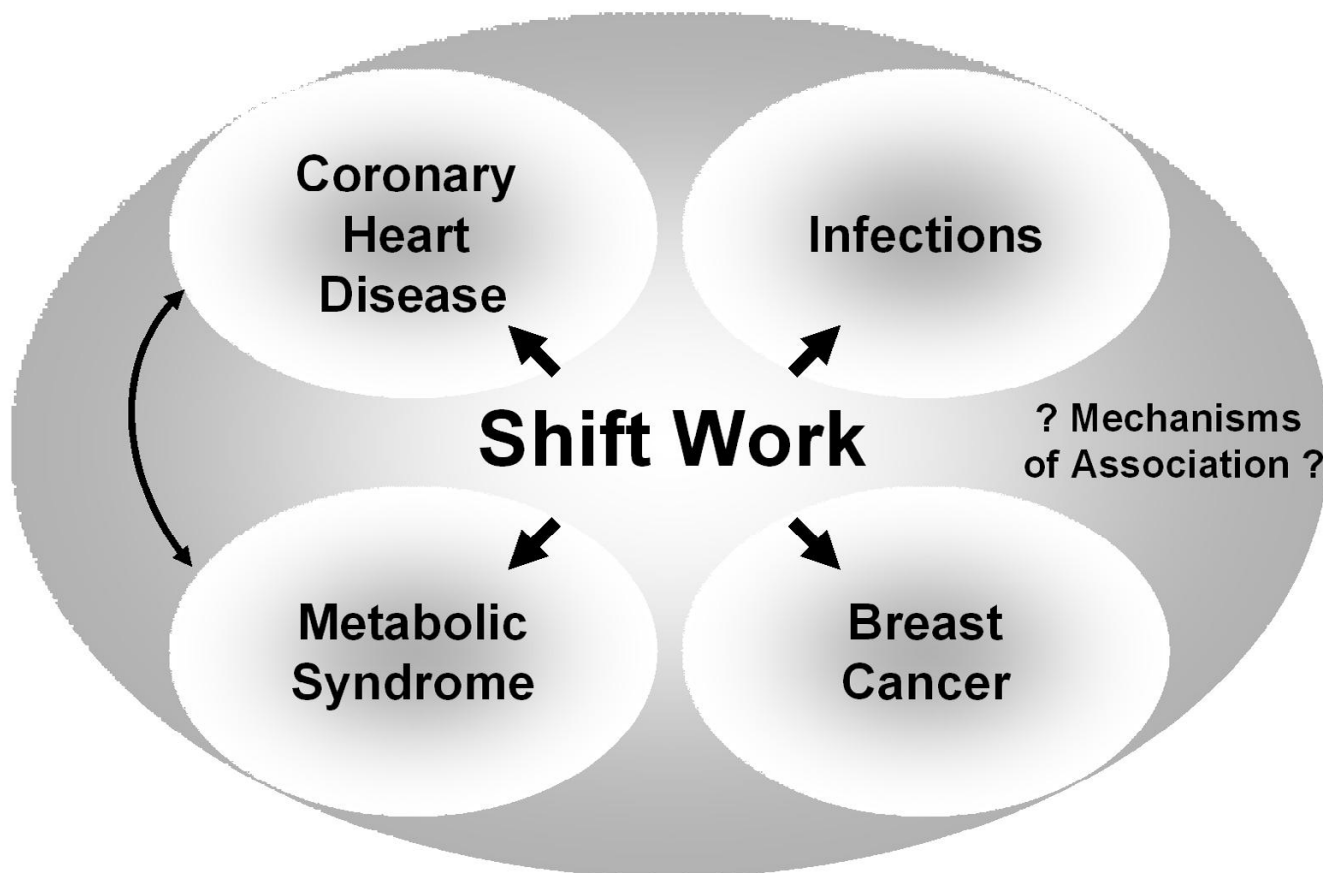 Coronary
Heart
Disease
Infections
Shift Work
? Mechanisms
of Association ?
Metabolic
Syndrome
Breast
Cancer